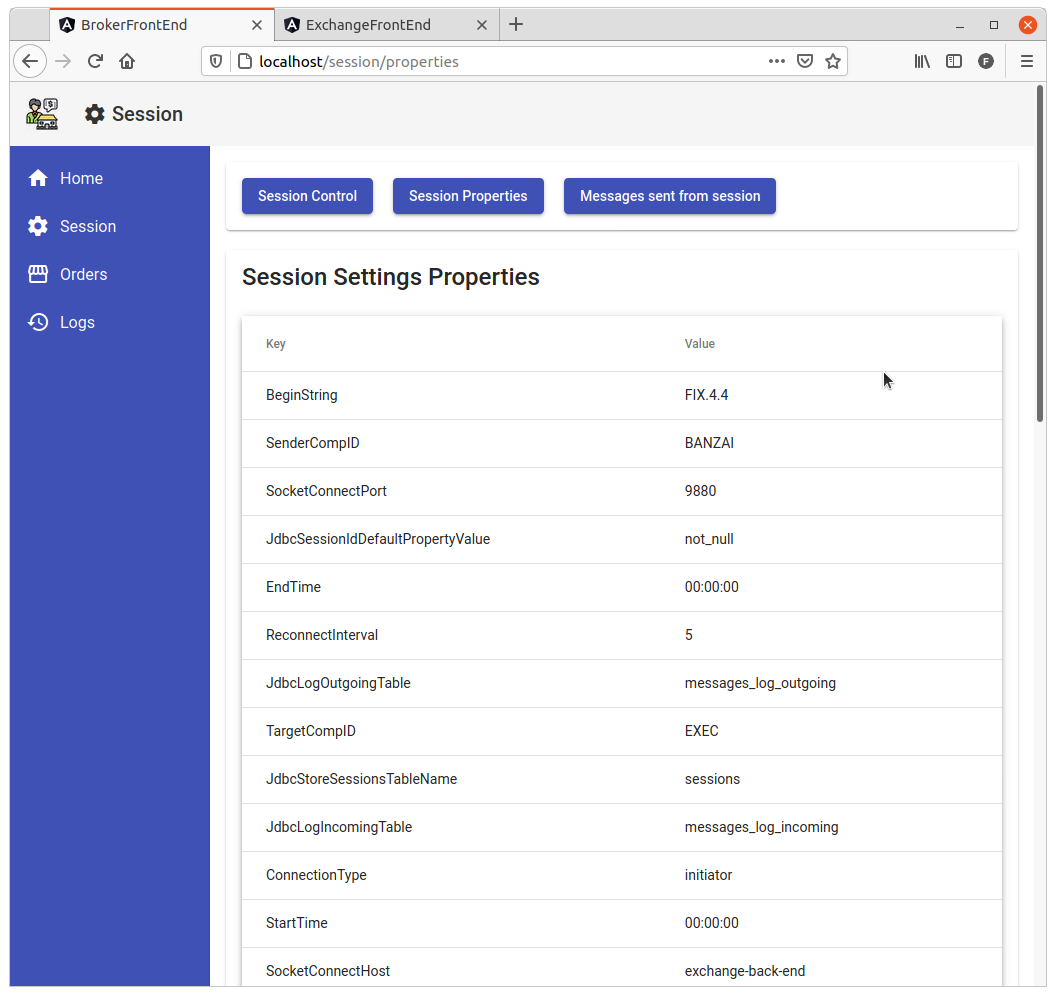 BrokerFrontEnd
ExchangeFrontEnd
localhost/session/properties
F
Session
Home
Session
Orders
Logs
Session Control Session Properties Messages sent from session
Session Settings Properties
Key Value
BeginString FIX.4.4
SenderCompID BANZAI
SocketConnectPort 9880
JdbcSessionIdDefaultPropertyValue not_null
EndTime 00:00:00
ReconnectInterval 5
JdbcLogOutgoingTable messages_log_outgoing
TargetCompID EXEC
JdbcStoreSessionsTableName sessions
JdbcLogIncomingTable messages_log_incoming
ConnectionType initiator
StartTime 00:00:00
SocketConnectHost exchange-back-end